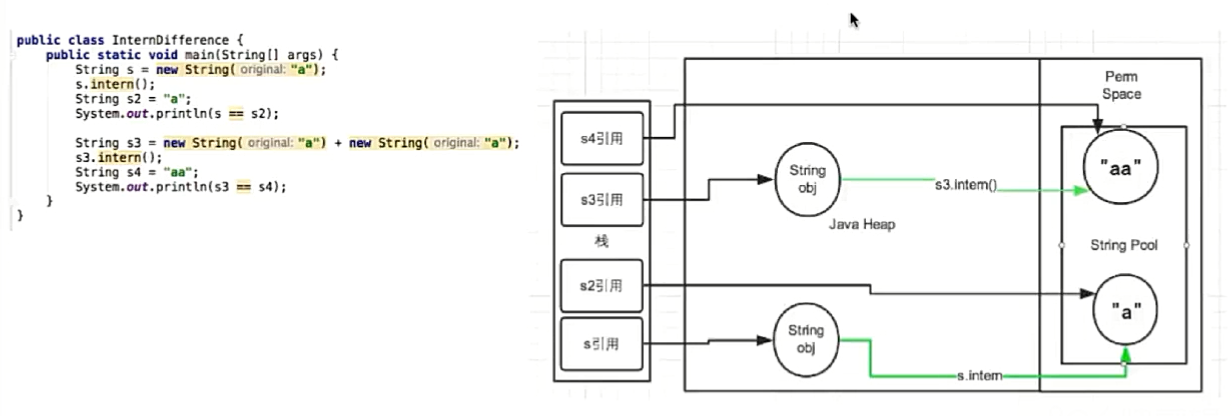 public class InternDifference {
public static void main(String[] args) {
String s = new String( original: "a");
s.intern();
String s2 = "a";
System.out.println(s == s2);
String s3 = new String( original: "a") + new String( original: "a");
s3.intern();
String s4 = "aa";
System.out.println(s3 == s4);
}
}
s4引用
s3引用
栈
s2引用
s引用
String
obj
s3.intern()
Java Heap
String
obj
s.intern
Perm
Space
"aa"
String Pool
"a"